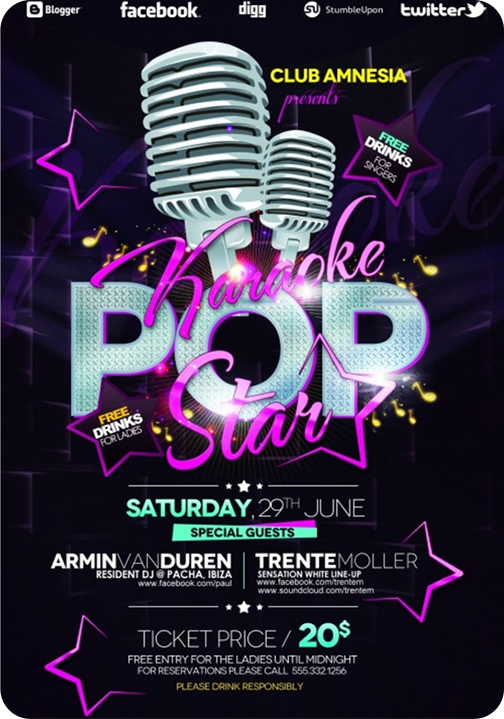 Blogger facebook. digg StumbleUpon twitter
CLUB AMNESIA
presents
FREE
DRINKS
FOR
SINGERS
Karaoke
POP
Star
FREE
DRINKS
FOR LADIES
SATURDAY, 29TH JUNE
SPECIAL GUESTS
ARMINVANDUREN
RESIDENT DJ @ PACHA, IBIZA
www.facebook.com/paul
TRENTEMOLLER
SENSATION WHITE LINE-UP
www.facebook.com/trentem
www.soundcloud.com/trentem
TICKET PRICE / 20$
FREE ENTRY FOR THE LADIES UNTIL MIDNIGHT
FOR RESERVATIONS PLEASE CALL 555.332.1256
PLEASE DRINK RESPONSIBLY